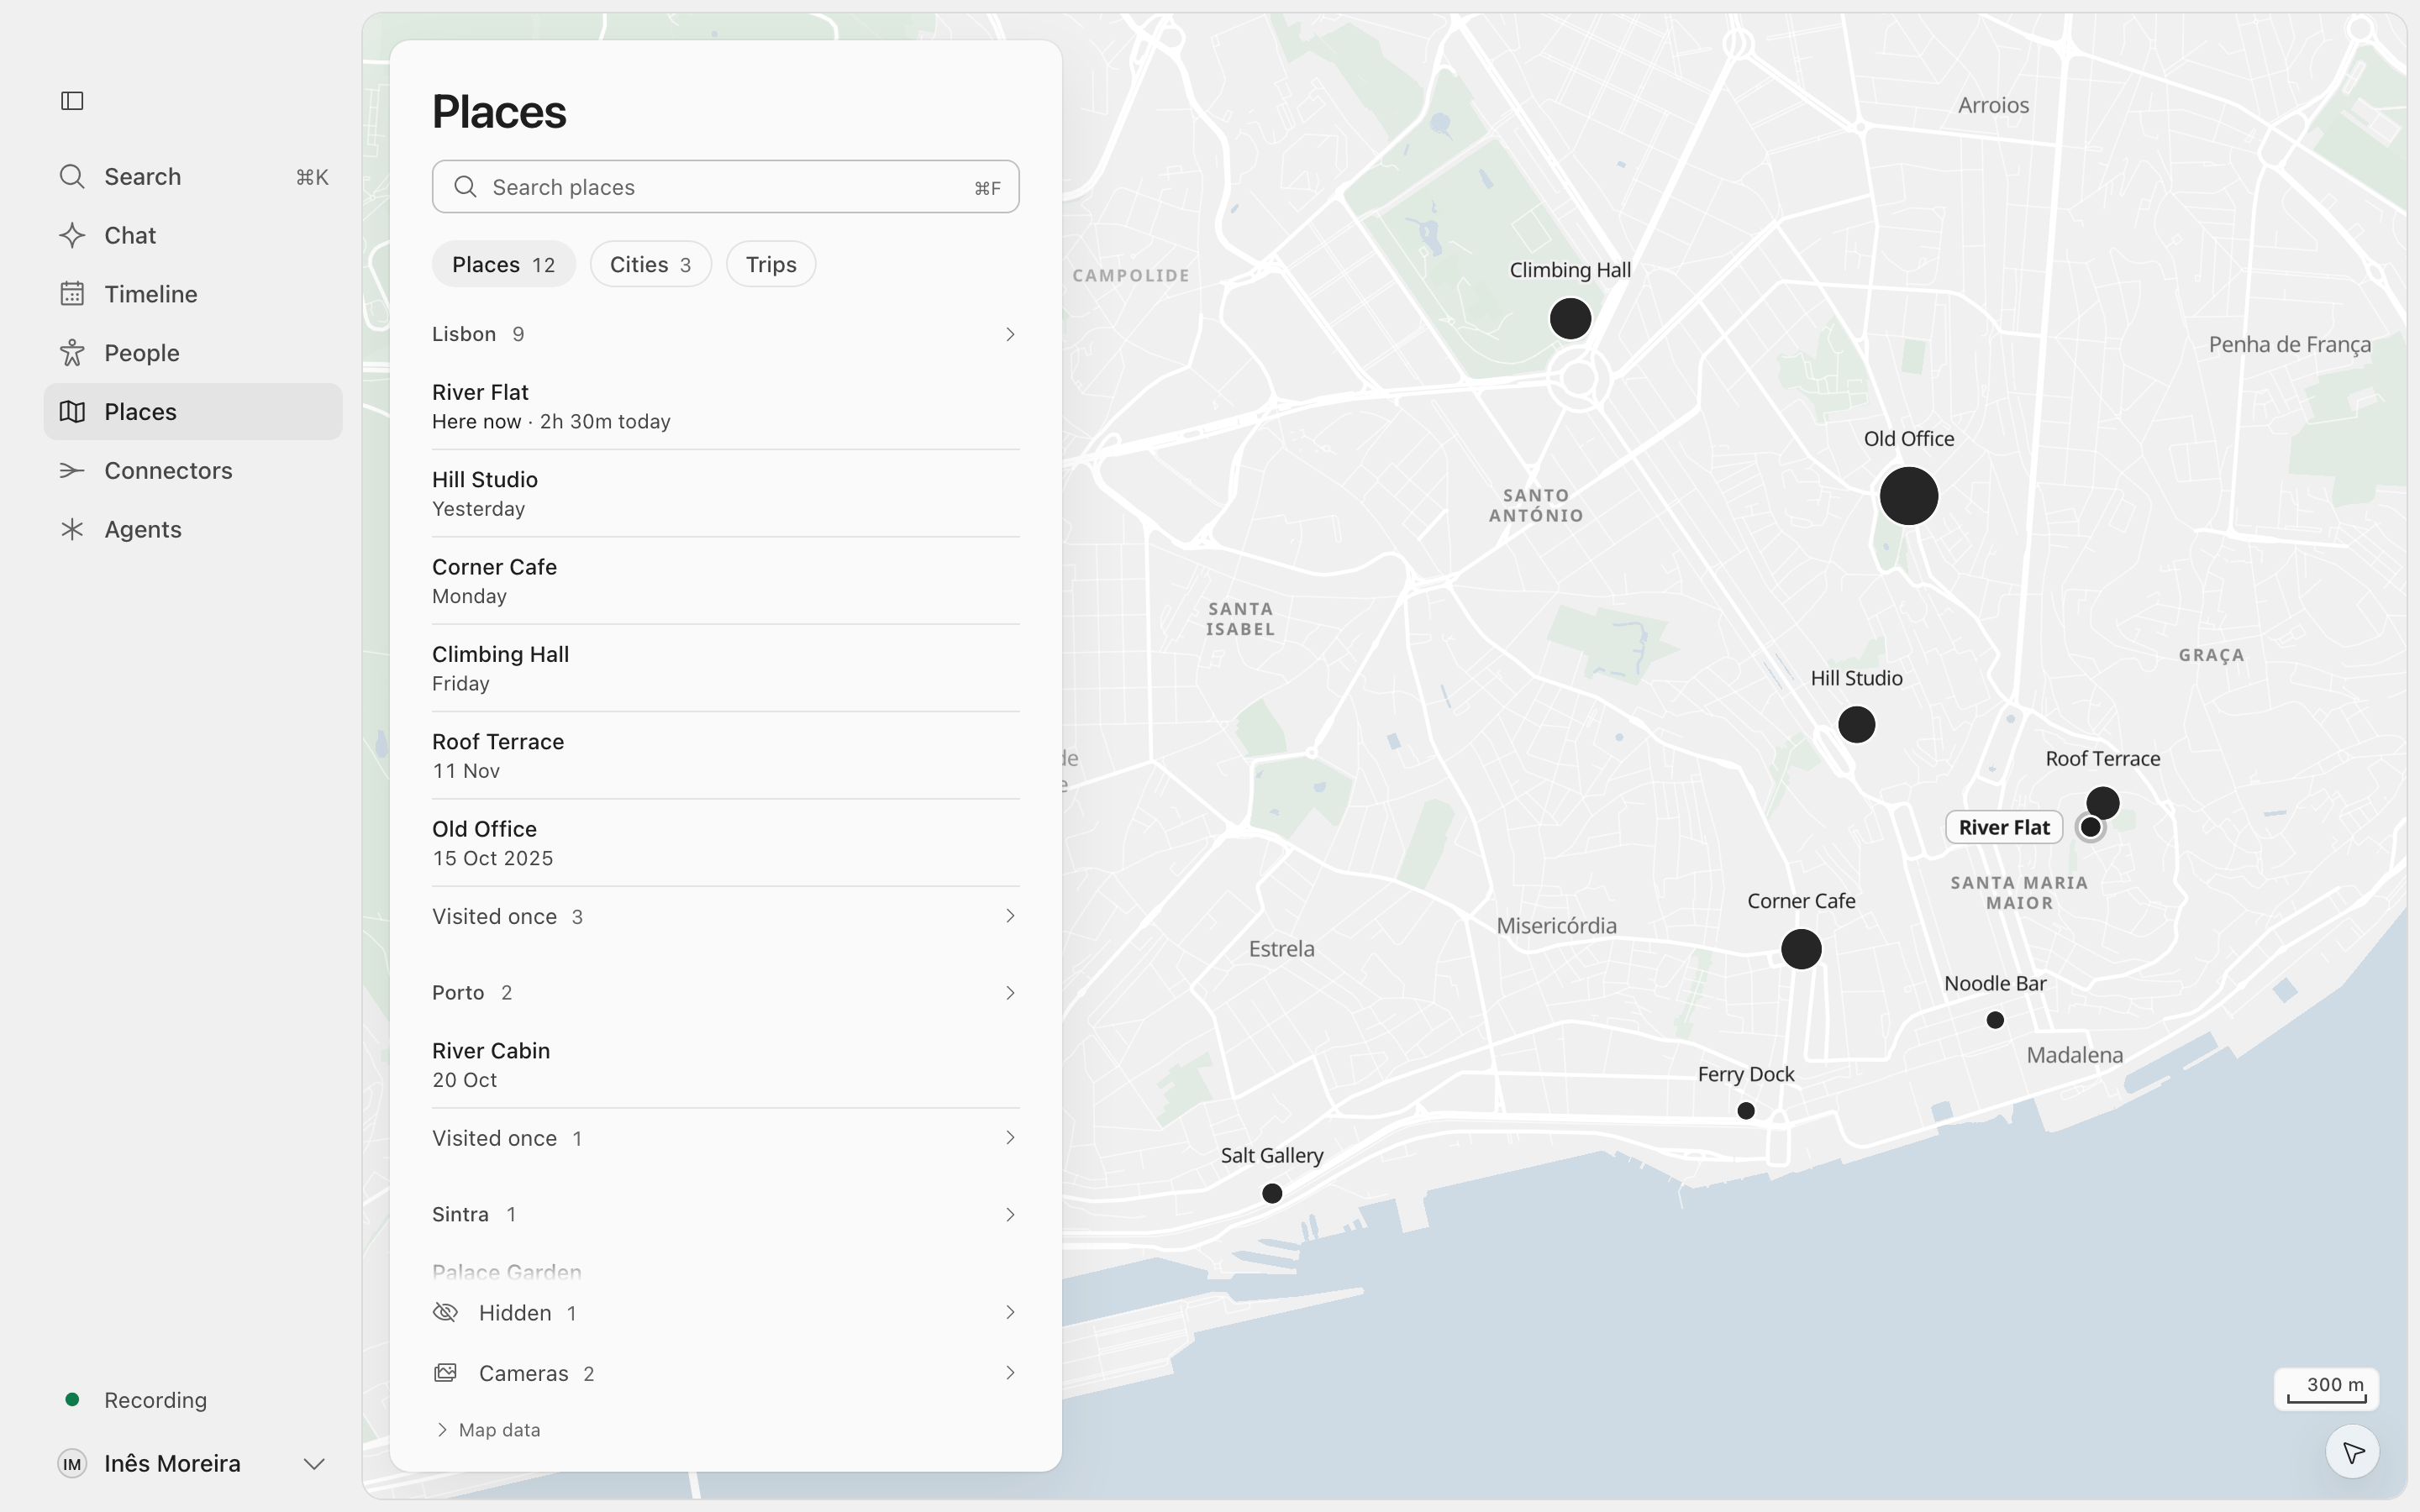 Search ⌘K
Chat
Timeline
People
Places
Connectors
Agents
Recording
IM Inês Moreira
Places
Search places ⌘F
Places 12 Cities 3 Trips
Lisbon 9
River Flat
Here now · 2h 30m today
Hill Studio
Yesterday
Corner Cafe
Monday
Climbing Hall
Friday
Roof Terrace
11 Nov
Old Office
15 Oct 2025
Visited once 3
Porto 2
River Cabin
20 Oct
Visited once 1
Sintra 1
Palace Garden
Hidden 1
Cameras 2
Map data
Arroios
CAMPOLIDE
Climbing Hall
Penha de França
Old Office
SANTO
ANTÓNIO
SANTA
ISABEL
GRAÇA
Hill Studio
de
Roof Terrace
River Flat
SANTA MARIA
MAIOR
Corner Cafe
Misericórdia
Estrela
Noodle Bar
Madalena
Ferry Dock
Salt Gallery
300 m